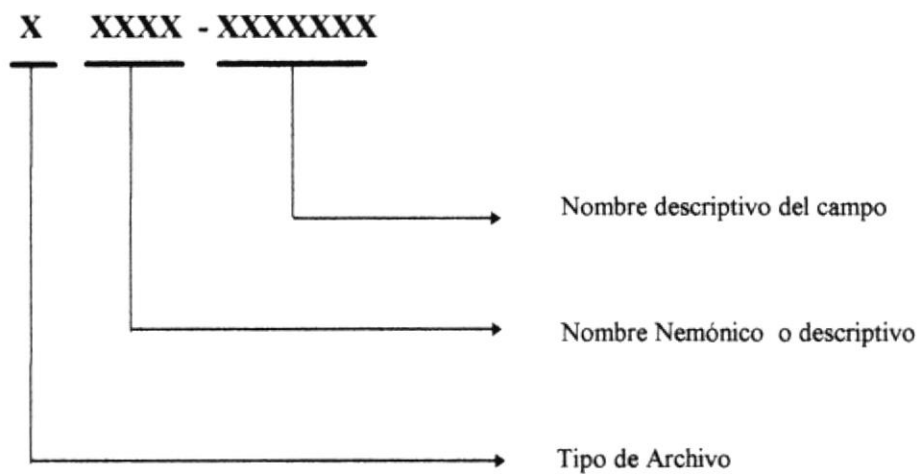 X XXXX - XXXXXXX
Nombre descriptivo del campo
Nombre Nemónico o descriptivo
Tipo de Archivo